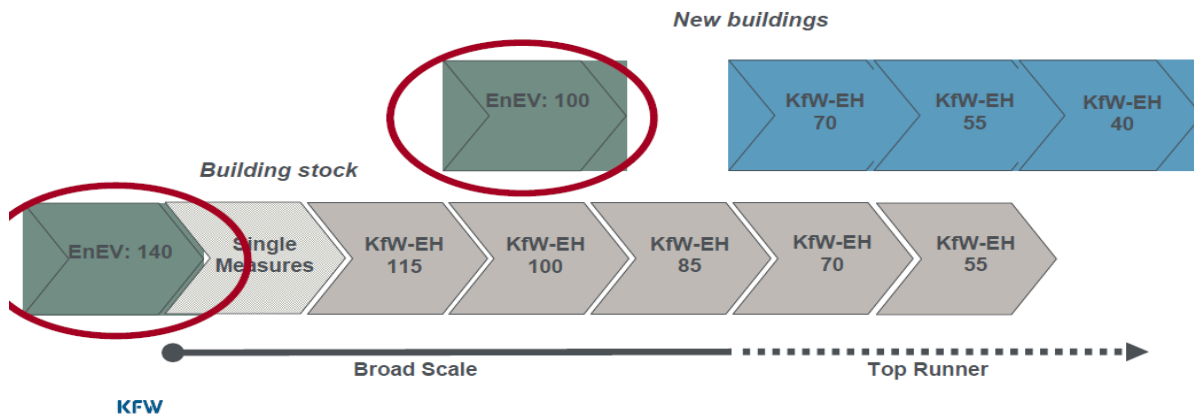 New buildings
EnEV: 100
KfW-EH
70
KfW-EH
55
KfW-EH
40
Building stock
EnEV: 140
Single
Measures
KfW-EH
115
KfW-EH
100
KfW-EH
85
KfW-EH
70
KfW-EH
55
Broad Scale
Top Runner
KFW